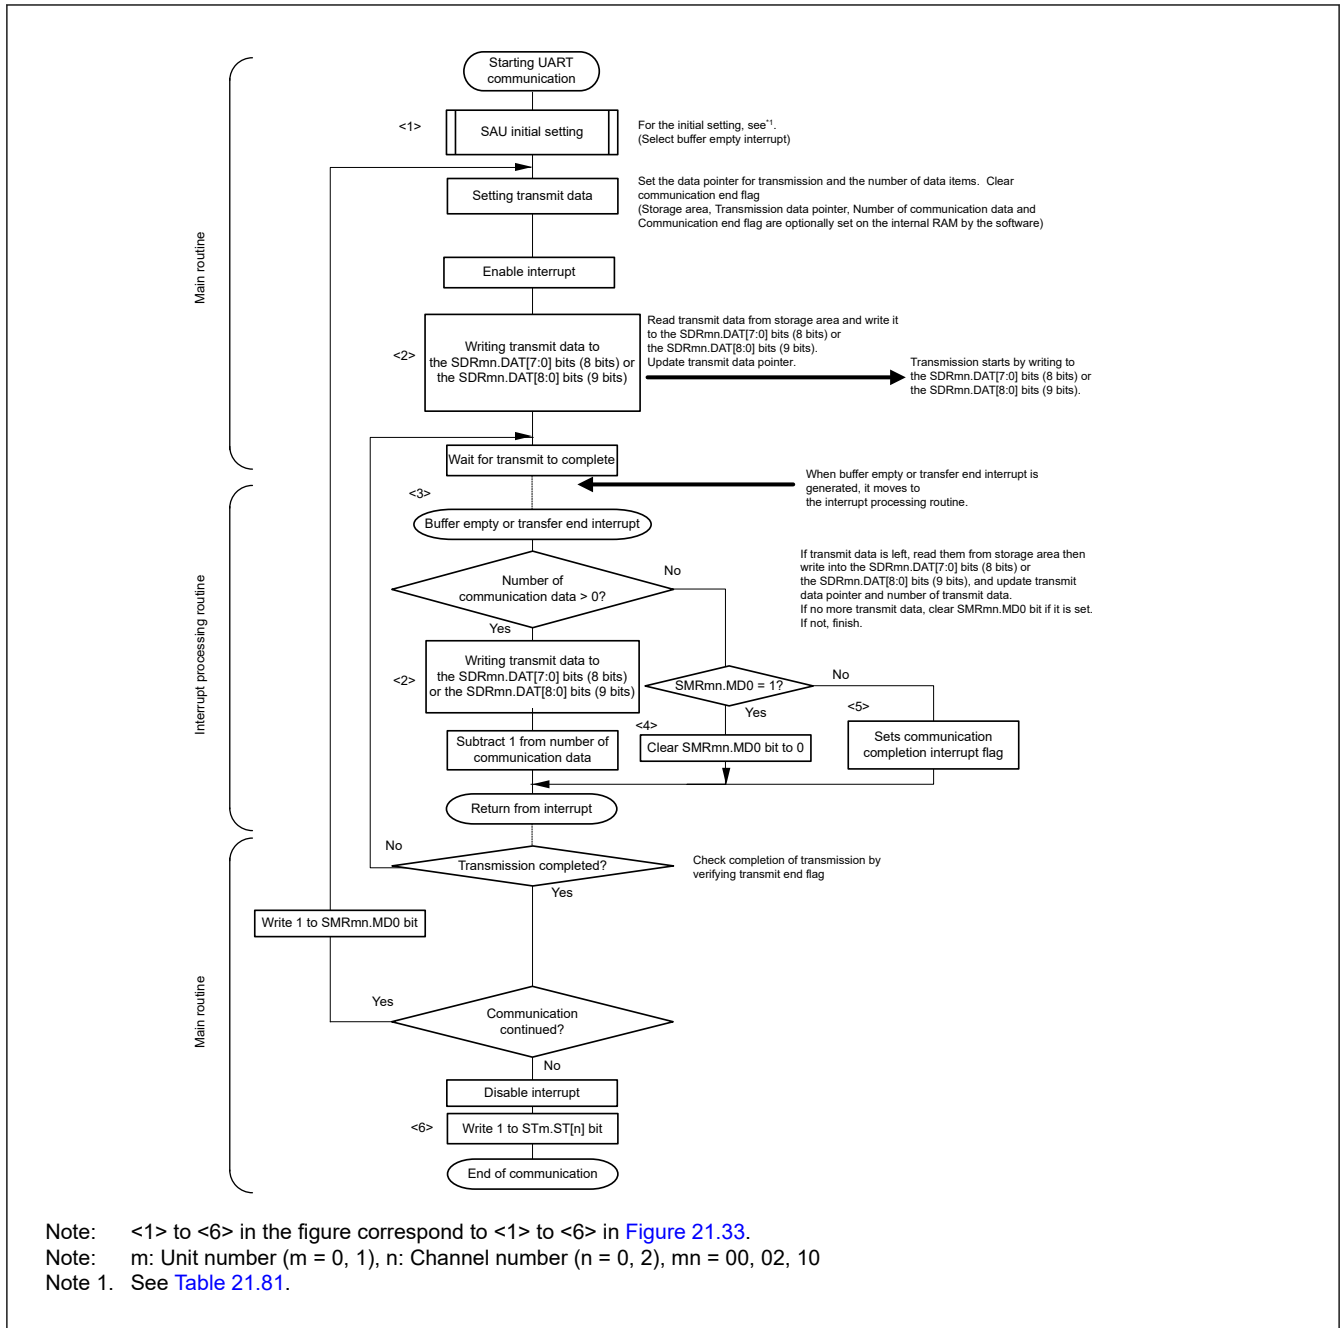 Starting UART
communication
<1>
SAU initial setting
For the initial setting, see*1.
(Select buffer empty interrupt)
Setting transmit data
Set the data pointer for transmission and the number of data items.  Clear
communication end flag
(Storage area, Transmission data pointer, Number of communication data and
Communication end flag are optionally set on the internal RAM by the software)
Main routine
Enable interrupt
<2>
Writing transmit data to
the SDRmn.DAT[7:0] bits (8 bits) or
the SDRmn.DAT[8:0] bits (9 bits)
Read transmit data from storage area and write it
to the SDRmn.DAT[7:0] bits (8 bits) or
the SDRmn.DAT[8:0] bits (9 bits).
Update transmit data pointer.
Transmission starts by writing to
the SDRmn.DAT[7:0] bits (8 bits) or
the SDRmn.DAT[8:0] bits (9 bits).
Wait for transmit to complete
<3>
When buffer empty or transfer end interrupt is
generated, it moves to
the interrupt processing routine.
Buffer empty or transfer end interrupt
Interrupt processing routine
Number of
communication data > 0?
No
Yes
If transmit data is left, read them from storage area then
write into the SDRmn.DAT[7:0] bits (8 bits) or
the SDRmn.DAT[8:0] bits (9 bits), and update transmit
data pointer and number of transmit data.
If no more transmit data, clear SMRmn.MD0 bit if it is set.
If not, finish.
<2>
Writing transmit data to
the SDRmn.DAT[7:0] bits (8 bits)
or the SDRmn.DAT[8:0] bits (9 bits)
SMRmn.MD0 = 1?
No
Yes
<4>
<5>
Subtract 1 from number of
communication data
Clear SMRmn.MD0 bit to 0
Sets communication
completion interrupt flag
Return from interrupt
No
Transmission completed?
Yes
Check completion of transmission by
verifying transmit end flag
Write 1 to SMRmn.MD0 bit
Main routine
Yes
Communication
continued?
No
Disable interrupt
<6>
Write 1 to STm.ST[n] bit
End of communication
Note: <1> to <6> in the figure correspond to <1> to <6> in Figure 21.33.
Note: m: Unit number (m = 0, 1), n: Channel number (n = 0, 2), mn = 00, 02, 10
Note 1. See Table 21.81.